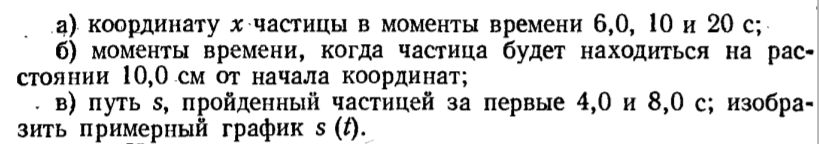 а) координату x частицы в моменты времени 6,0, 10 и 20 с;
б) моменты времени, когда частица будет находиться на рас-
стоянии 10,0 см от начала координат;
в) путь s, пройденный частицей за первые 4,0 и 8,0 с; изобра-
зить примерный график s (t).